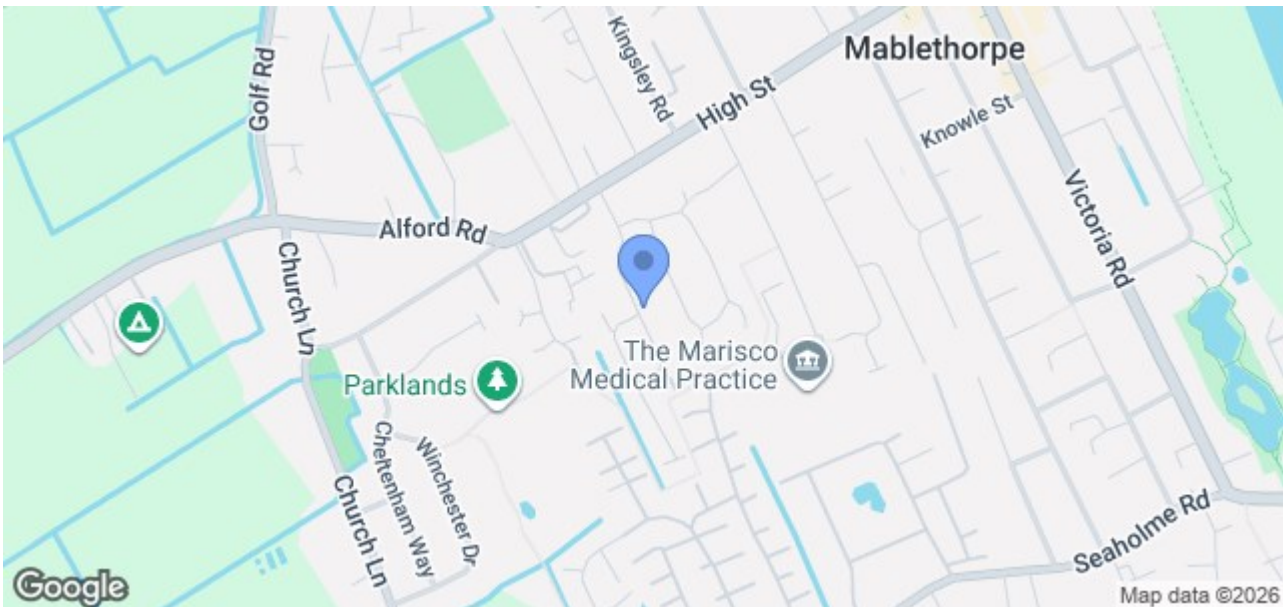 Mablethorpe
Kingsley Rd
High St
Golf Rd
Knowle St
Victoria Rd
Alford Rd
Church Ln
The Marisco
Medical Practice
Parklands
Cheltenham Way
Winchester Dr
Church Ln
Seaholme Rd
Google
Map data ©2026